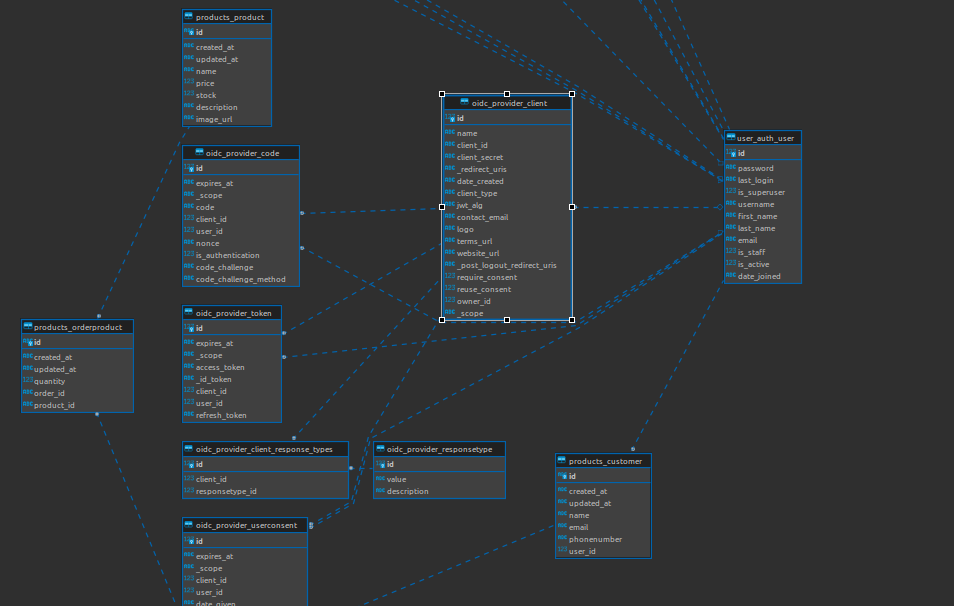 products_product
id
created_at
updated_at
name
price
stock
description
image_url
oidc_provider_code
id
expires_at
_scope
code
client_id
user_id
nonce
is_authentication
code_challenge
code_challenge_method
oidc_provider_client
id
name
client_id
client_secret
_redirect_uris
date_created
client_type
jwt_alg
contact_email
logo
terms_url
website_url
_post_logout_redirect_uris
require_consent
reuse_consent
owner_id
_scope
user_auth_user
id
password
last_login
is_superuser
username
first_name
last_name
email
is_staff
is_active
date_joined
products_orderproduct
id
created_at
updated_at
quantity
order_id
product_id
oidc_provider_token
id
expires_at
_scope
access_token
_id_token
client_id
user_id
refresh_token
oidc_provider_client_response_types
id
client_id
responsetype_id
oidc_provider_responsetype
id
value
description
products_customer
id
created_at
updated_at
name
email
phonenumber
user_id
oidc_provider_userconsent
id
expires_at
_scope
client_id
user_id
date_given